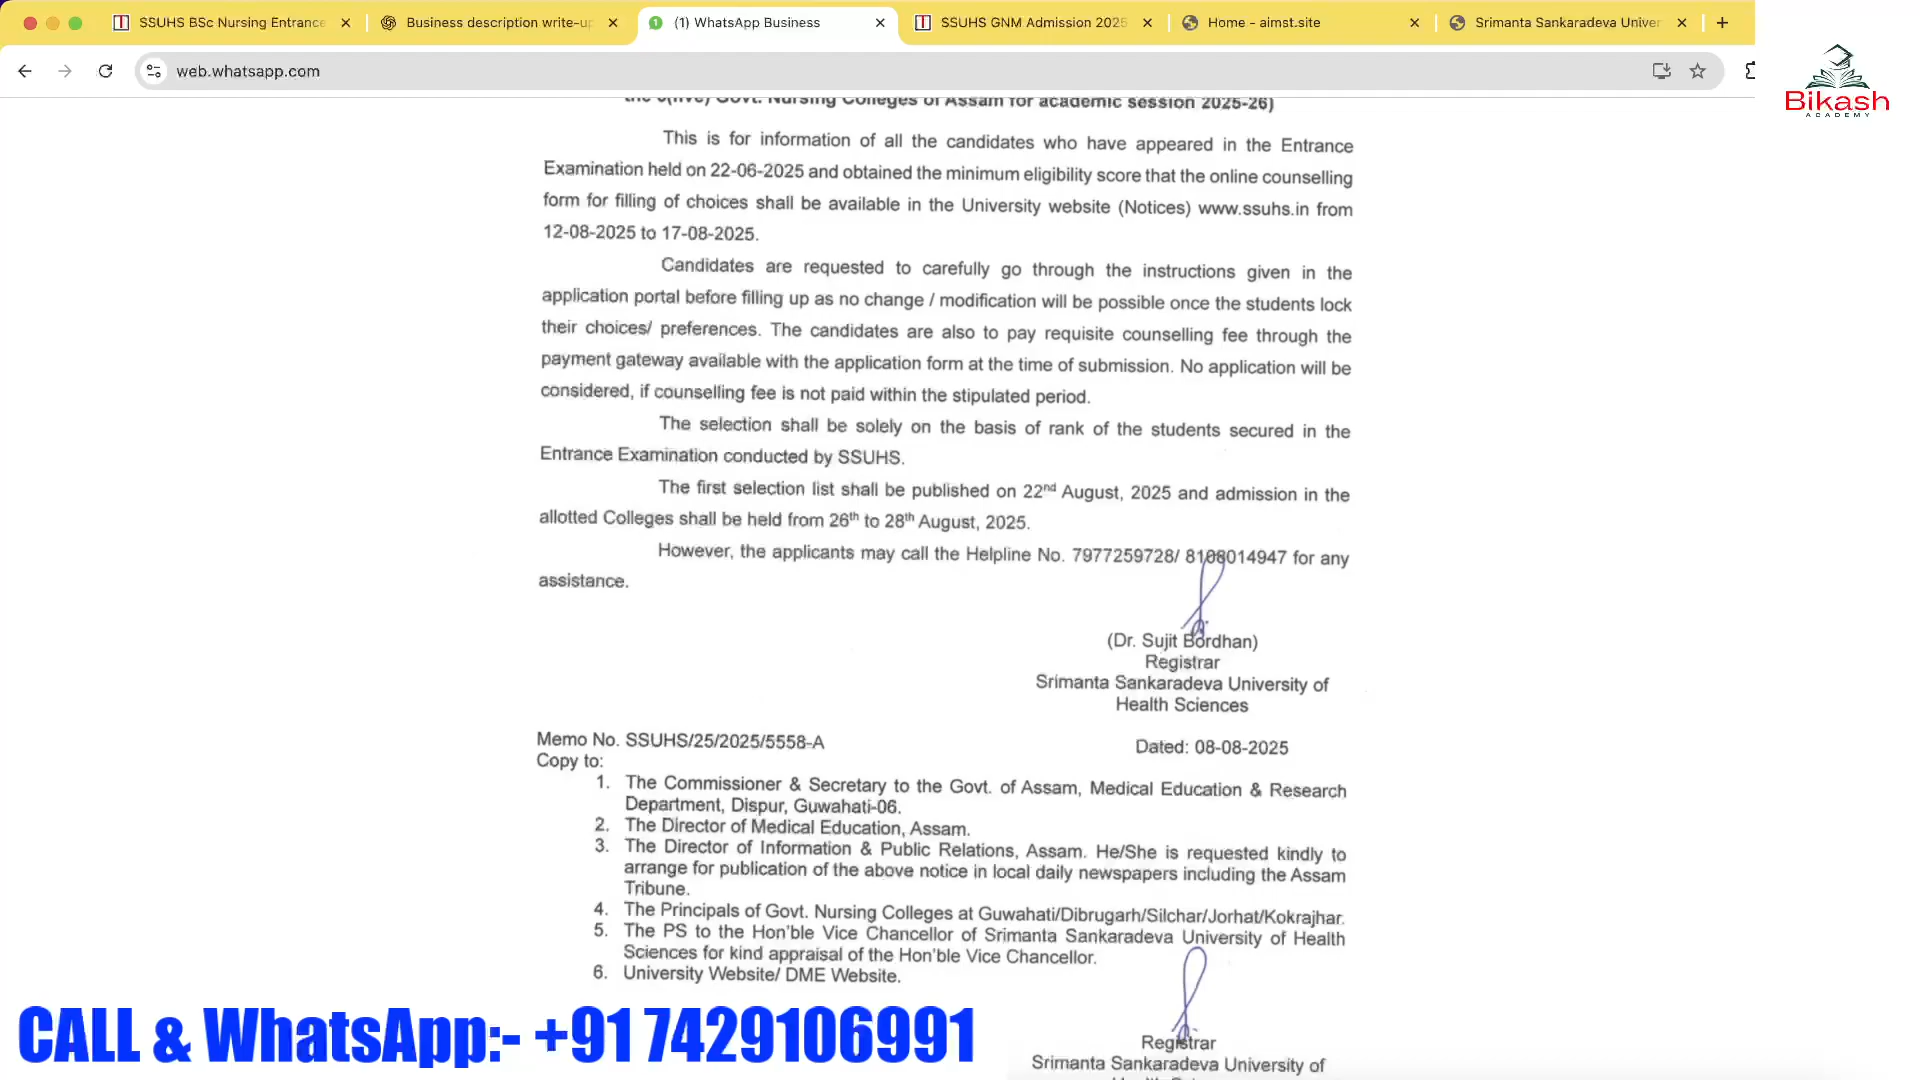 SSUHS BSc Nursing Entrance
Business description write-up
(1) WhatsApp Business
SSUHS GNM Admission 2025
Home - aimst.site
Srimanta Sankaradeva Univer
web.whatsapp.com
Bikash
ACADEMY
the 5(five) Govt. Nursing Colleges of Assam for academic session 2025-26)
This is for information of all the candidates who have appeared in the Entrance
Examination held on 22-06-2025 and obtained the minimum eligibility score that the online counselling
form for filling of choices shall be available in the University website (Notices) www.ssuhs.in from
12-08-2025 to 17-08-2025.
Candidates are requested to carefully go through the instructions given in the
application portal before filling up as no change / modification will be possible once the students lock
their choices/ preferences. The candidates are also to pay requisite counselling fee through the
payment gateway available with the application form at the time of submission. No application will be
considered, if counselling fee is not paid within the stipulated period.
The selection shall be solely on the basis of rank of the students secured in the
Entrance Examination conducted by SSUHS.
The first selection list shall be published on 22nd August, 2025 and admission in the
allotted Colleges shall be held from 26th to 28th August, 2025.
However, the applicants may call the Helpline No. 7977259728/ 8108014947 for any
assistance.
(Dr. Sujit Bordhan)
Registrar
Srimanta Sankaradeva University of
Health Sciences
Memo No. SSUHS/25/2025/5558-A
Dated: 08-08-2025
Copy to:
1. The Commissioner & Secretary to the Govt. of Assam, Medical Education & Research
Department, Dispur, Guwahati-06.
2. The Director of Medical Education, Assam.
3. The Director of Information & Public Relations, Assam. He/She is requested kindly to
arrange for publication of the above notice in local daily newspapers including the Assam
Tribune.
4. The Principals of Govt. Nursing Colleges at Guwahati/Dibrugarh/Silchar/Jorhat/Kokrajhar.
5. The PS to the Hon'ble Vice Chancellor of Srimanta Sankaradeva University of Health
Sciences for kind appraisal of the Hon'ble Vice Chancellor.
6. University Website/ DME Website.
Registrar
Srimanta Sankaradeva University of
CALL & WhatsApp:- +91 7429106991